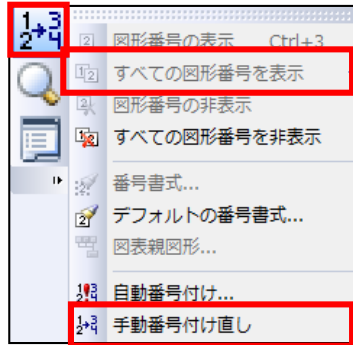 図形番号の表示 Ctrl+3
すべての図形番号を表示
図形番号の非表示
すべての図形番号を非表示
番号書式...
デフォルトの番号書式...
図表親図形...
自動番号付け...
手動番号付け直し